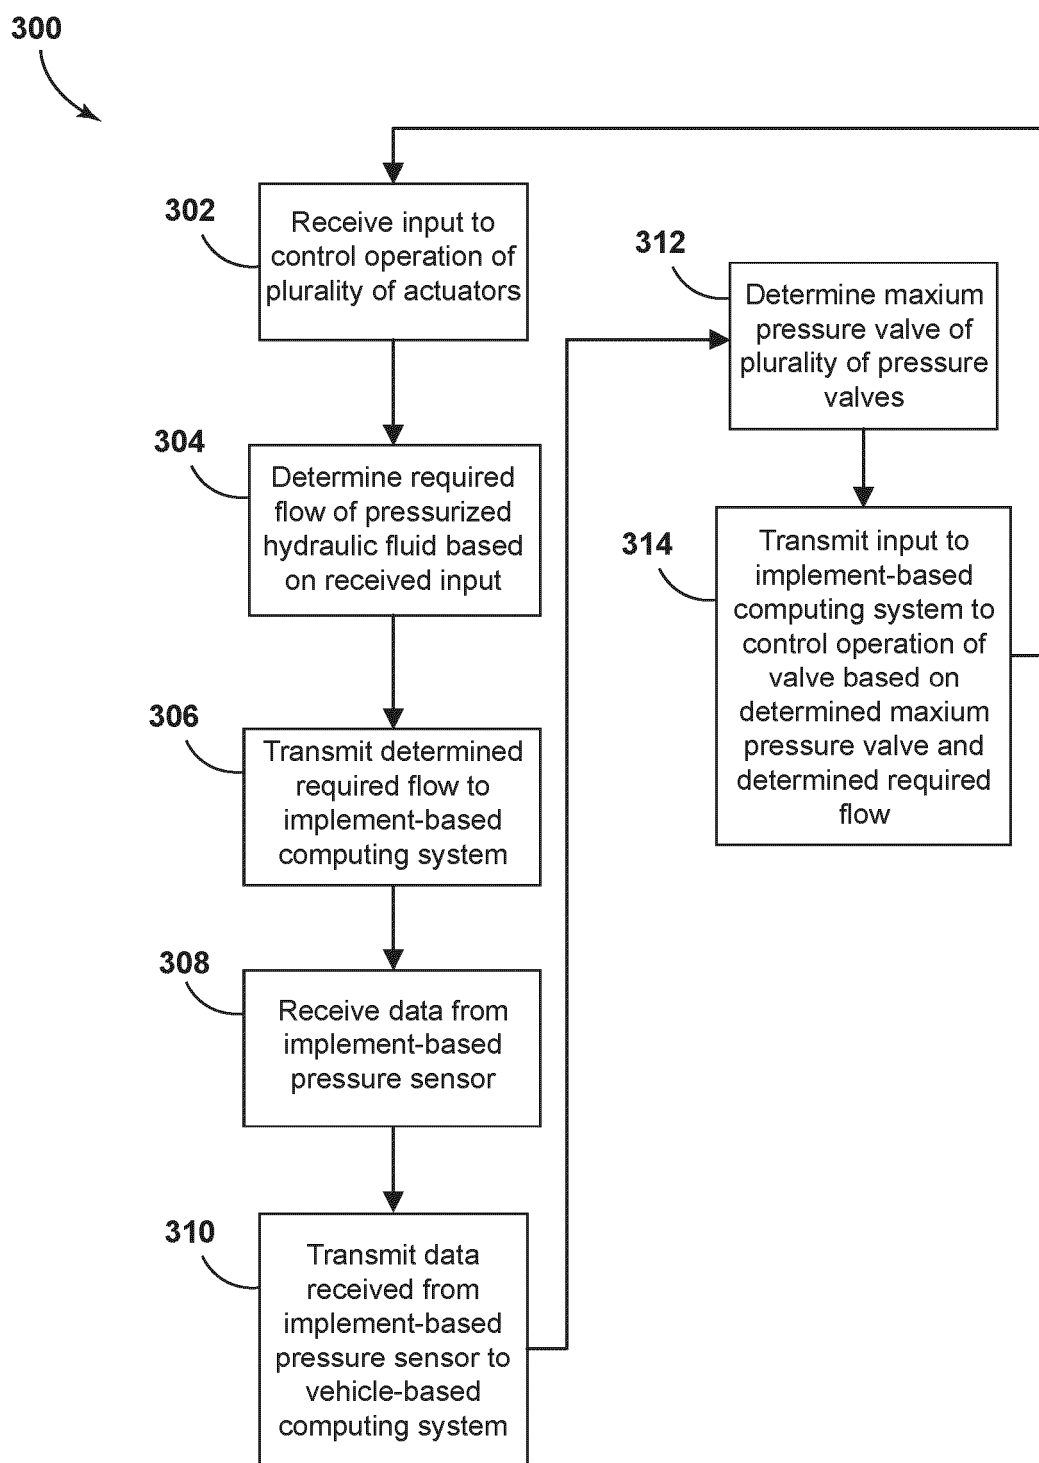 300
302
Receive input to
control operation of
plurality of actuators
304
Determine required
flow of pressurized
hydraulic fluid based
on received input
306
Transmit determined
required flow to
implement-based
computing system
308
Receive data from
implement-based
pressure sensor
310
Transmit data
received from
implement-based
pressure sensor to
vehicle-based
computing system
312
Determine maxium
pressure valve of
plurality of pressure
valves
314
Transmit input to
implement-based
computing system to
control operation of
valve based on
determined maxium
pressure valve and
determined required
flow